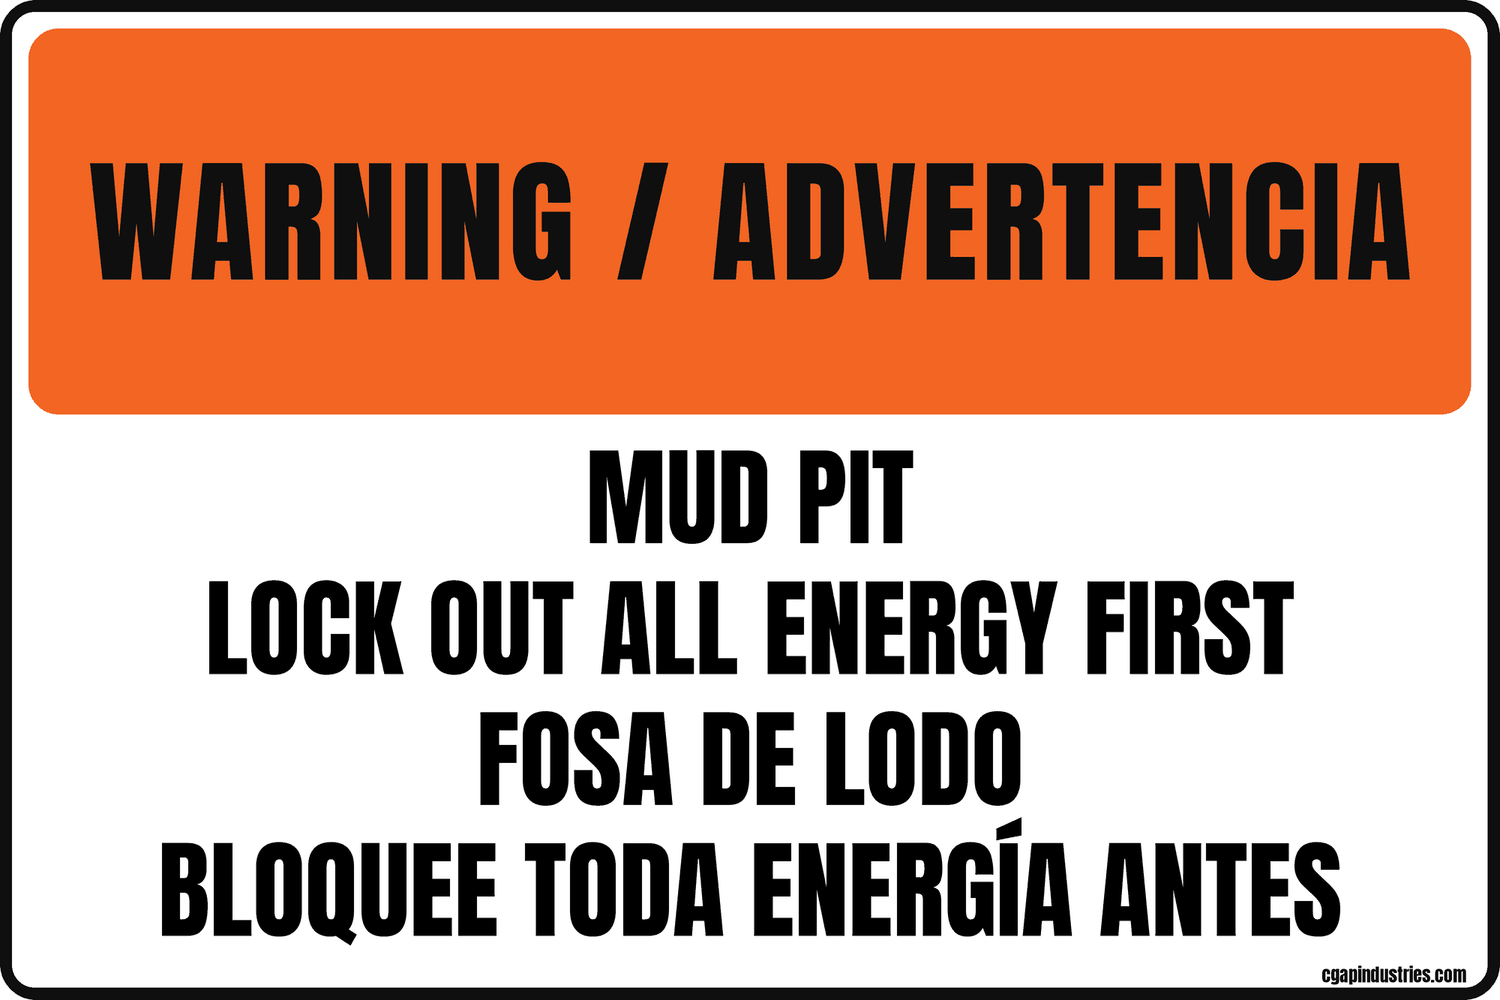 WARNING / ADVERTENCIA
MUD PIT
LOCK OUT ALL ENERGY FIRST
FOSA DE LODO
BLOQUEE TODA ENERGÍA ANTES
cgapindustries.com